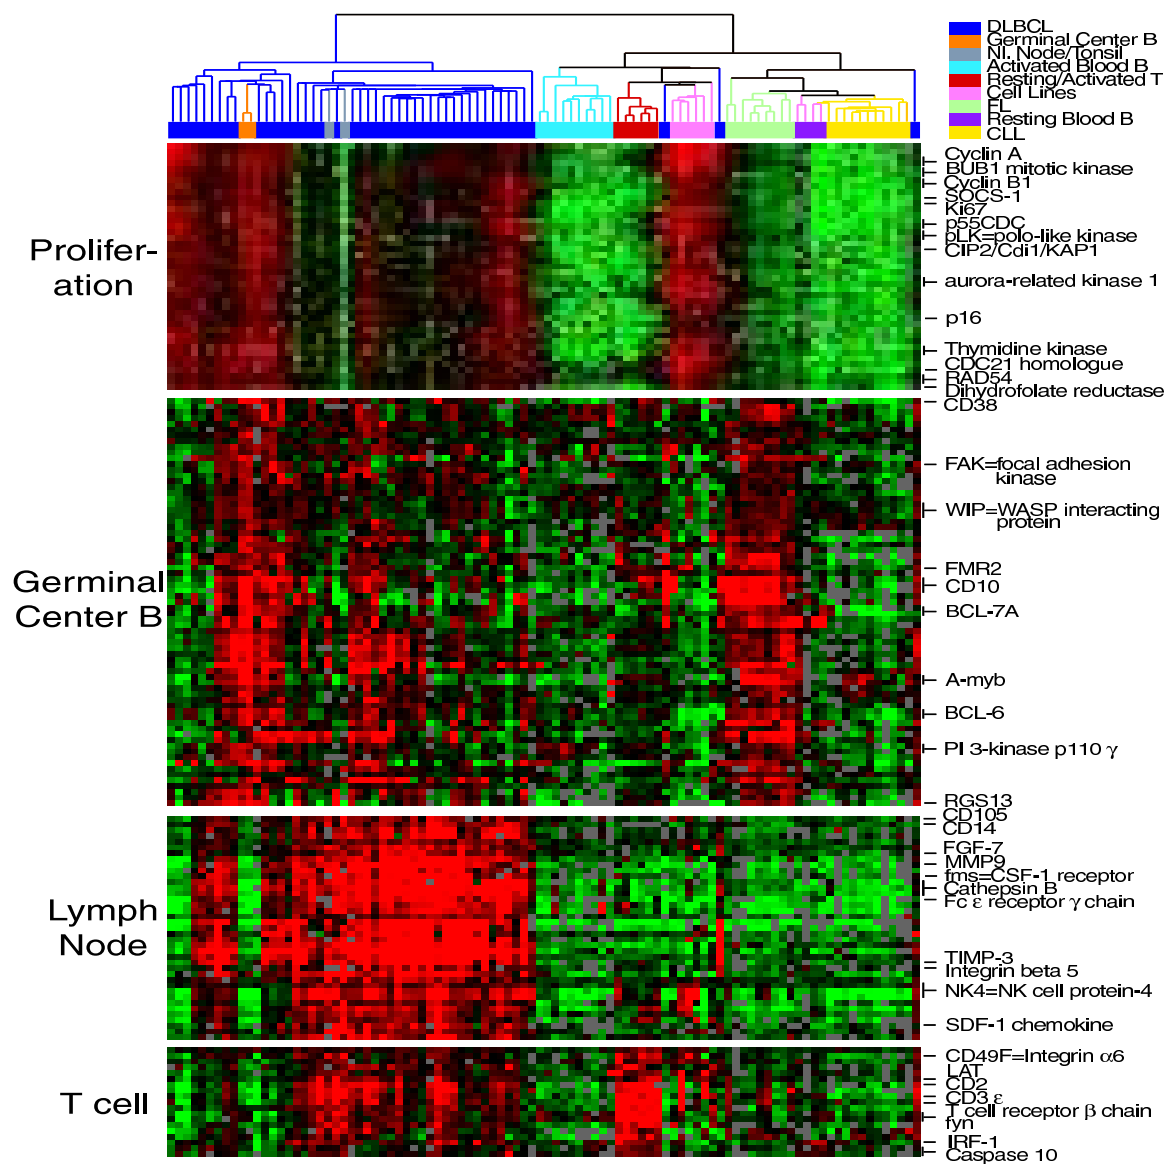 DLBCL
Germinal Center B
Nl. Node/Tonsil
Activated Blood B
Resting/Activated T
Cell Lines
FL
Resting Blood B
CLL
Prolifer-
ation
Cyclin A
BUB1 mitotic kinase
Cyclin B1
SOCS-1
Ki67
p55CDC
pLK=polo-like kinase
CIP2/Cdi1/KAP1
aurora-related kinase 1
p16
Thymidine kinase
CDC21 homologue
RAD54
Dihydrofolate reductase
Germinal
Center B
CD38
FAK=focal adhesion
kinase
WIP=WASP interacting
protein
FMR2
CD10
BCL-7A
A-myb
BCL-6
PI 3-kinase p110 γ
RGS13
Lymph
Node
CD105
CD14
FGF-7
MMP9
fms=CSF-1 receptor
Cathepsin B
Fc ε receptor γ chain
TIMP-3
Integrin beta 5
NK4=NK cell protein-4
SDF-1 chemokine
T cell
CD49F=Integrin α6
LAT
CD2
CD3 ε
T cell receptor β chain
fyn
IRF-1
Caspase 10